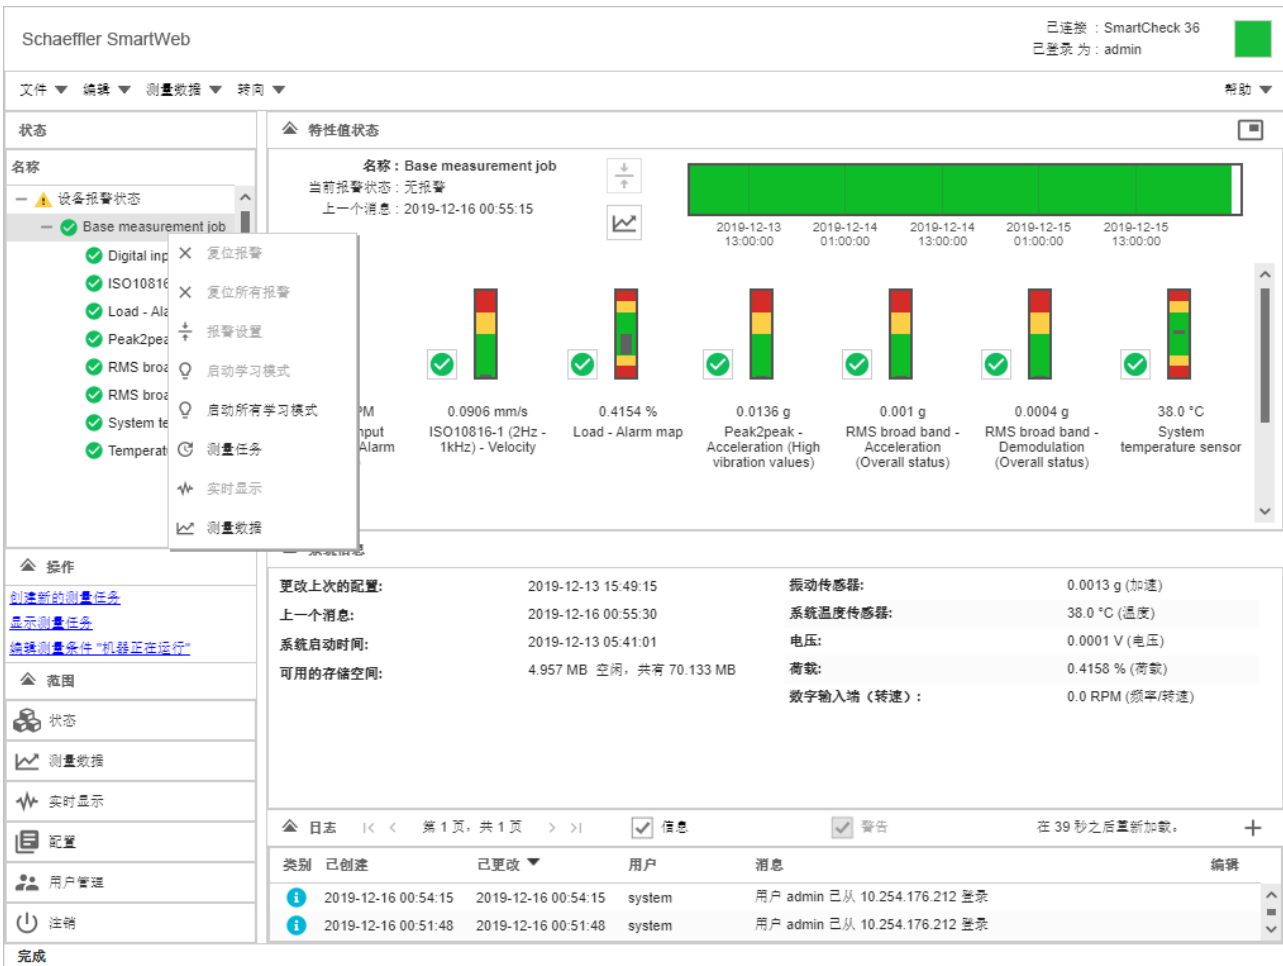 Schaeffler SmartWeb
已连接 : SmartCheck 36
已登录 为 : admin
文件 编辑 测量数据 转向 帮助
状态
名称
设备报警状态
Base measurement job
Digital inp
ISO10816
Load - Ala
Peak2pea
RMS broa
RMS broa
System te
Temperat
复位报警
复位所有报警
报警设置
启动学习模式
启动所有学习模式
测量任务
实时显示
测量数据
特性值状态
名称 : Base measurement job
当前报警状态 : 无报警
上一个消息 : 2019-12-16 00:55:15
2019-12-13 2019-12-14 2019-12-14 2019-12-15 2019-12-15
13:00:00 01:00:00 13:00:00 01:00:00 13:00:00
PM
nput
Alarm
0.0906 mm/s
ISO10816-1 (2Hz -
1kHz) - Velocity
0.4154 %
Load - Alarm map
0.0136 g
Peak2peak -
Acceleration (High
vibration values)
0.001 g
RMS broad band -
Acceleration
(Overall status)
0.0004 g
RMS broad band -
Demodulation
(Overall status)
38.0 °C
System
temperature sensor
系统信息
更改上次的配置: 2019-12-13 15:49:15
上一个消息: 2019-12-16 00:55:30
系统启动时间: 2019-12-13 05:41:01
可用的存储空间: 4.957 MB 空闲，共有 70.133 MB
振动传感器: 0.0013 g (加速)
系统温度传感器: 38.0 °C (温度)
电压: 0.0001 V (电压)
荷载: 0.4158 % (荷载)
数字输入端（转速）: 0.0 RPM (频率/转速)
操作
创建新的测量任务
显示测量任务
编辑测量条件 "机器正在运行"
范围
状态
测量数据
实时显示
配置
用户管理
注销
日志 第 1 页，共 1 页 信息 警告 在 39 秒之后重新加载。
类别 已创建 已更改 用户 消息 编辑
2019-12-16 00:54:15 2019-12-16 00:54:15 system 用户 admin 已从 10.254.176.212 登录
2019-12-16 00:51:48 2019-12-16 00:51:48 system 用户 admin 已从 10.254.176.212 登录
完成